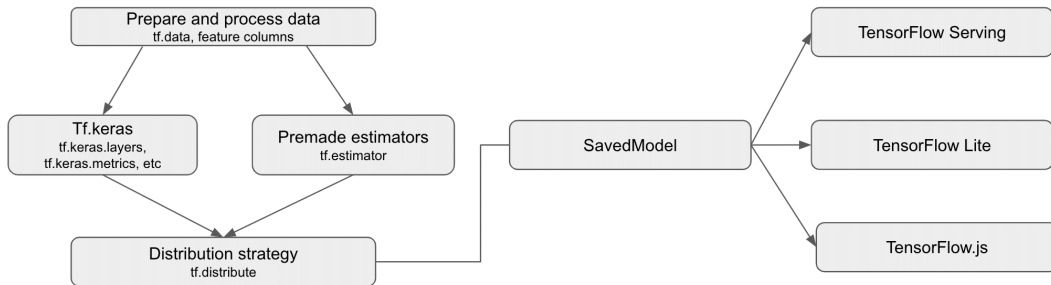 Prepare and process data
tf.data, feature columns
Tf.keras
tf.keras.layers,
tf.keras.metrics, etc
Premade estimators
tf.estimator
Distribution strategy
tf.distribute
SavedModel
TensorFlow Serving
TensorFlow Lite
TensorFlow.js